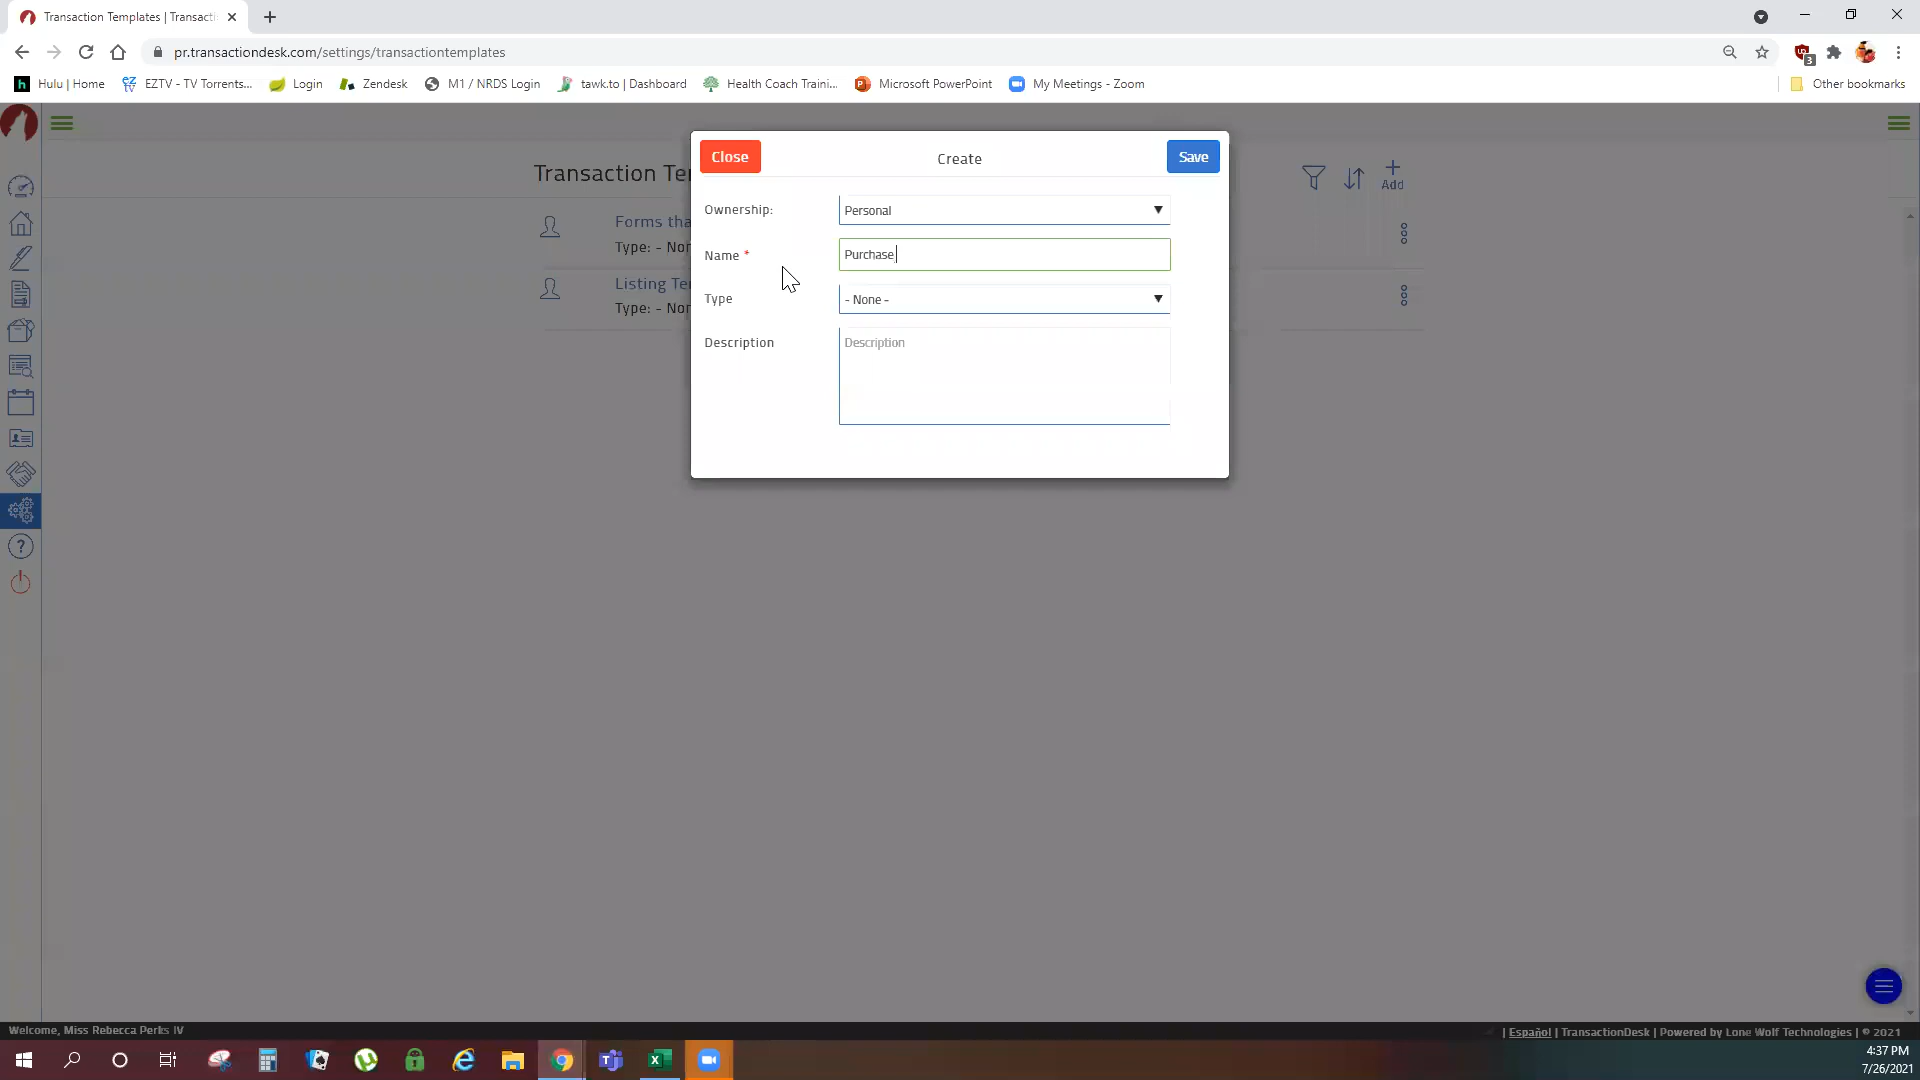 Transaction Templates | Transacti
pr.transactiondesk.com/settings/transactiontemplates
3
h Hulu | Home
EZTV - TV Torrents...
Login
Zendesk
M1 / NRDS Login
tawk.to | Dashboard
Health Coach Traini...
Microsoft PowerPoint
My Meetings - Zoom
Other bookmarks
Close
Create
Save
Transaction Te
Add
Ownership:
Personal
Forms tha
Type: - Nor
Name *
Purchase
Listing Te
Type: - Nor
Type
- None -
Description
Description
Welcome, Miss Rebecca Perks IV
| Español | TransactionDesk | Powered by Lone Wolf Technologies | © 2021
4:37 PM
7/26/2021